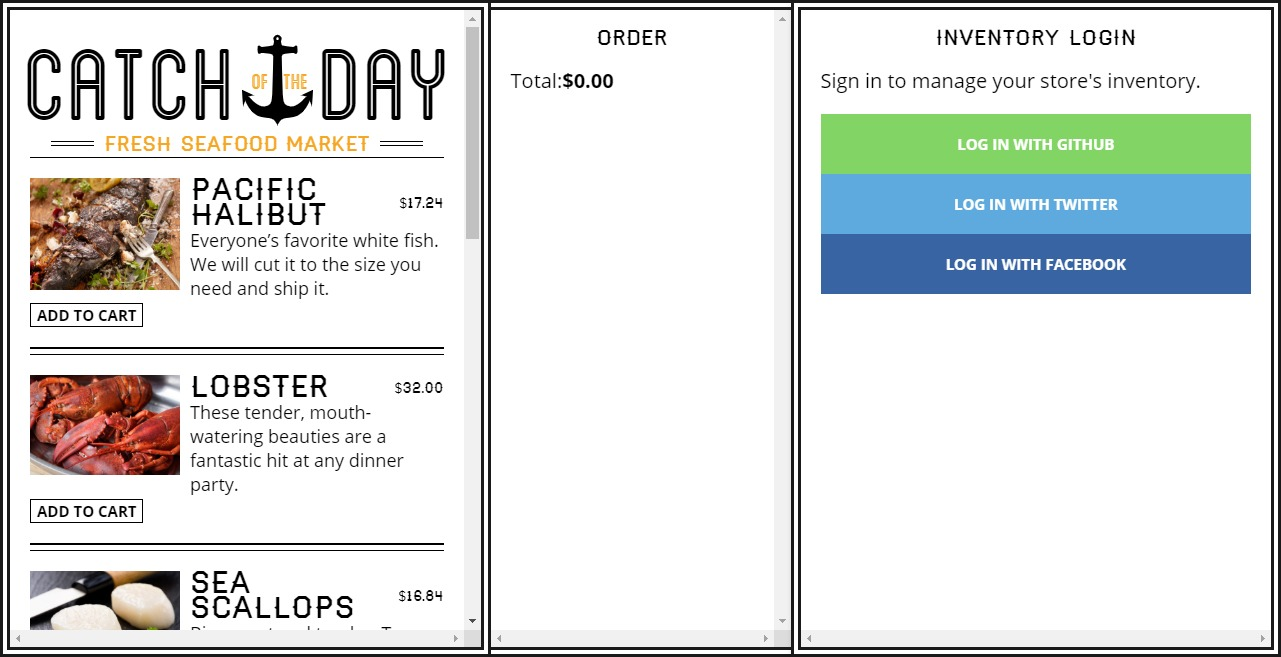 CATCH OF THE DAY
FRESH SEAFOOD MARKET
PACIFIC
HALIBUT
$17.24
Everyone’s favorite white fish.
We will cut it to the size you
need and ship it.
ADD TO CART
LOBSTER
$32.00
These tender, mouth-
watering beauties are a
fantastic hit at any dinner
party.
ADD TO CART
SEA
SCALLOPS
$16.84
ORDER
Total:$0.00
INVENTORY LOGIN
Sign in to manage your store's inventory.
LOG IN WITH GITHUB
LOG IN WITH TWITTER
LOG IN WITH FACEBOOK